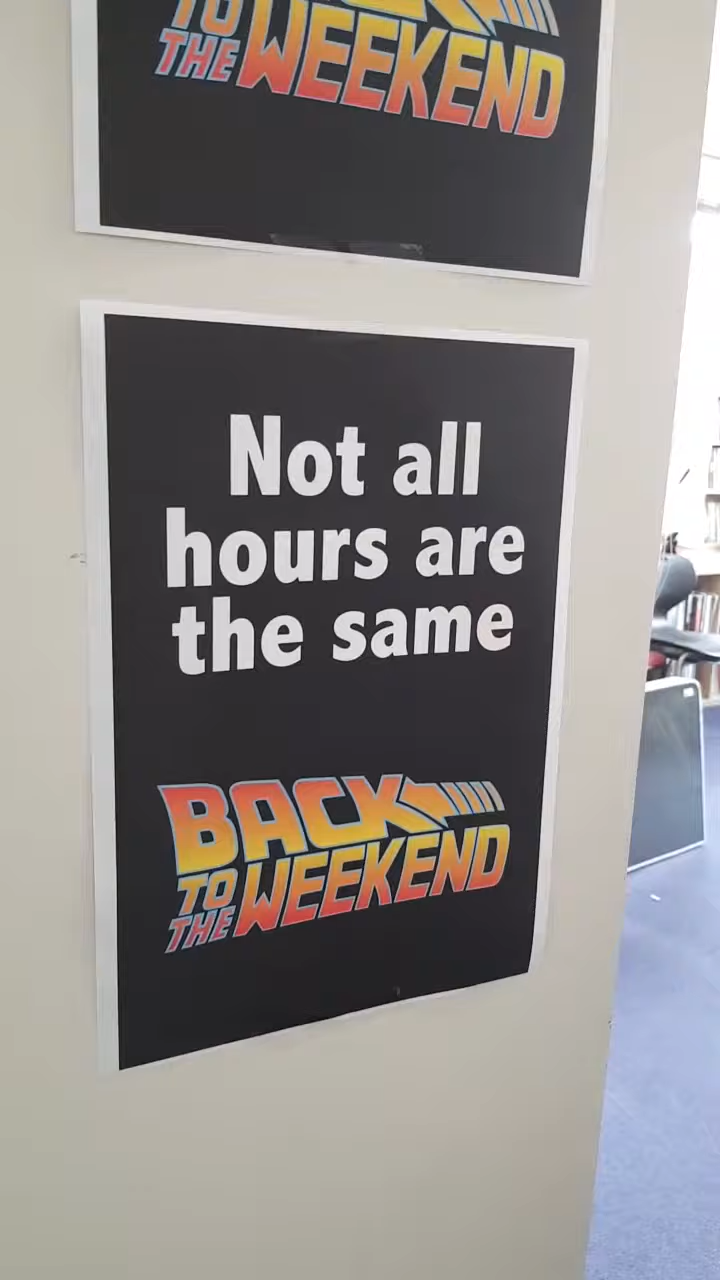 TO
THE WEEKEND
Not all
hours are
the same
BACK
TO
THE WEEKEND